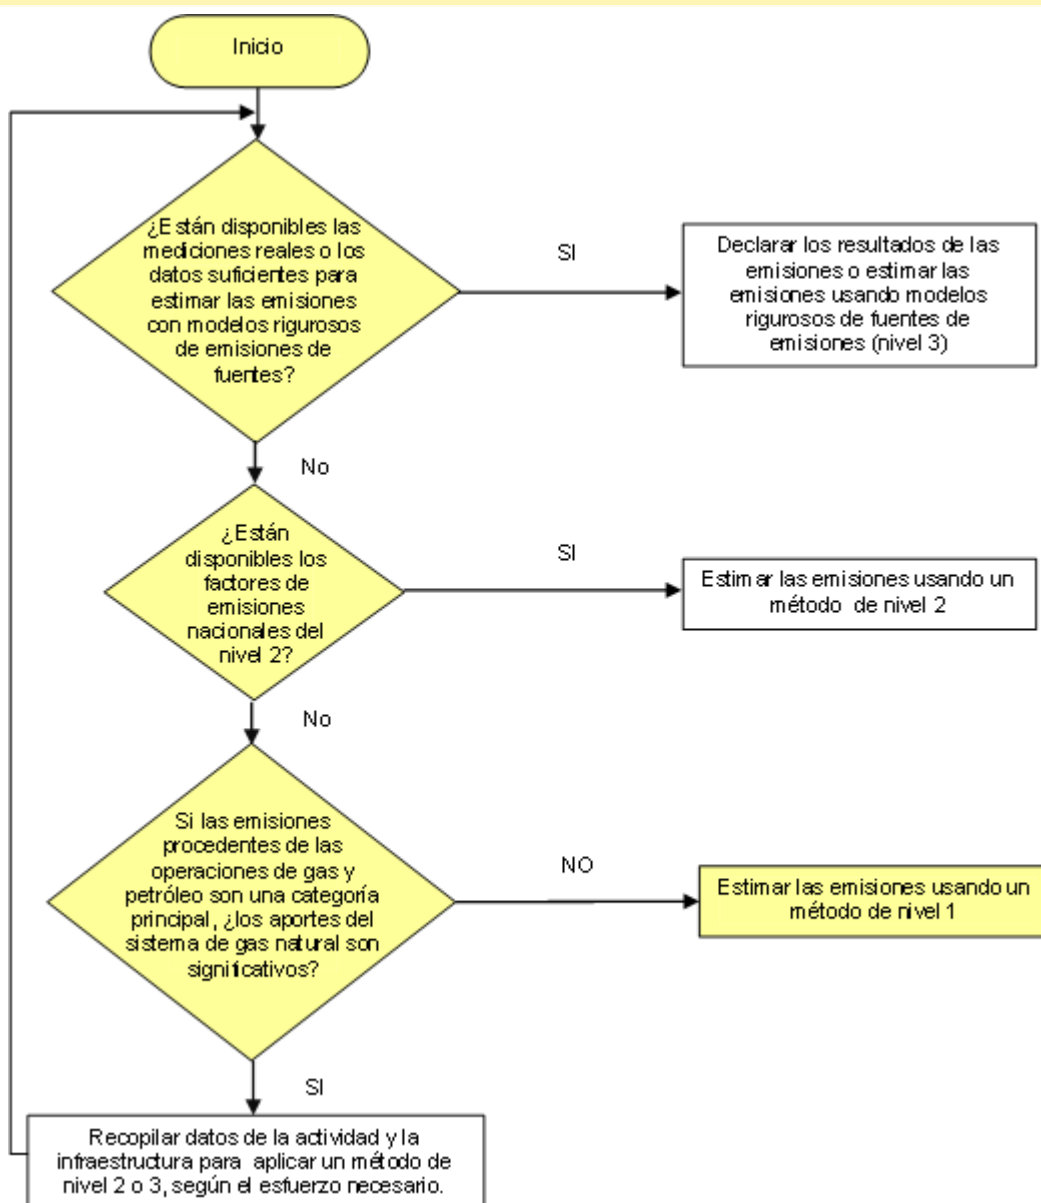 Inicio
¿Están disponibles las
mediciones reales o los
datos suficientes para
estimar las emisiones
con modelos rigurosos
de emisiones de
fuentes?
SI
Declarar los resultados de las
emisiones o estimar las
emisiones usando modelos
rigurosos de fuentes de
emisiones (nivel 3)
No
¿Están
disponibles los
factores de
emisiones
nacionales del
nivel 2?
SI
Estimar las emisiones usando un
método de nivel 2
No
Si las emisiones
procedentes de las
operaciones de gas y
petróleo son una categoría
principal, ¿los aportes del
sistema de gas natural son
significativos?
NO
Estimar las emisiones usando un
método de nivel 1
SI
Recopilar datos de la actividad y la
infraestructura para aplicar un método de
nivel 2 o 3, según el esfuerzo necesario.